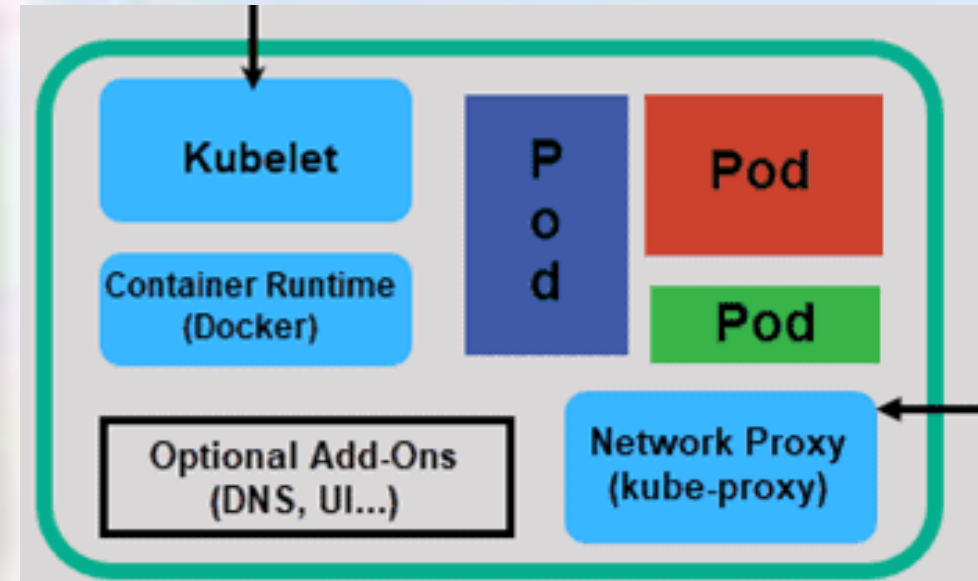 Kubelet
Container Runtime
(Docker)
P
o
d
Pod
Pod
Optional Add-Ons
(DNS, UI...)
Network Proxy
(kube-proxy)